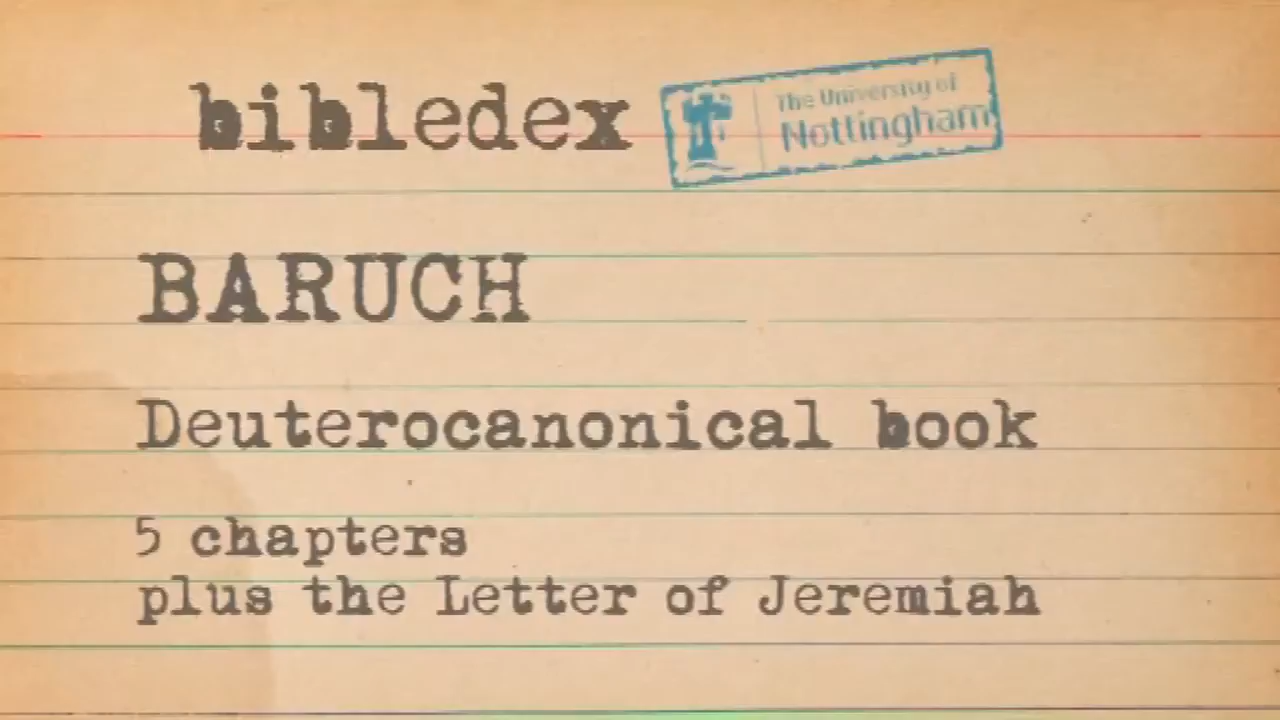 bibledex
The University of
Nottingham
BARUCH
Deuterocanonical book
5 chapters
plus the Letter of Jeremiah